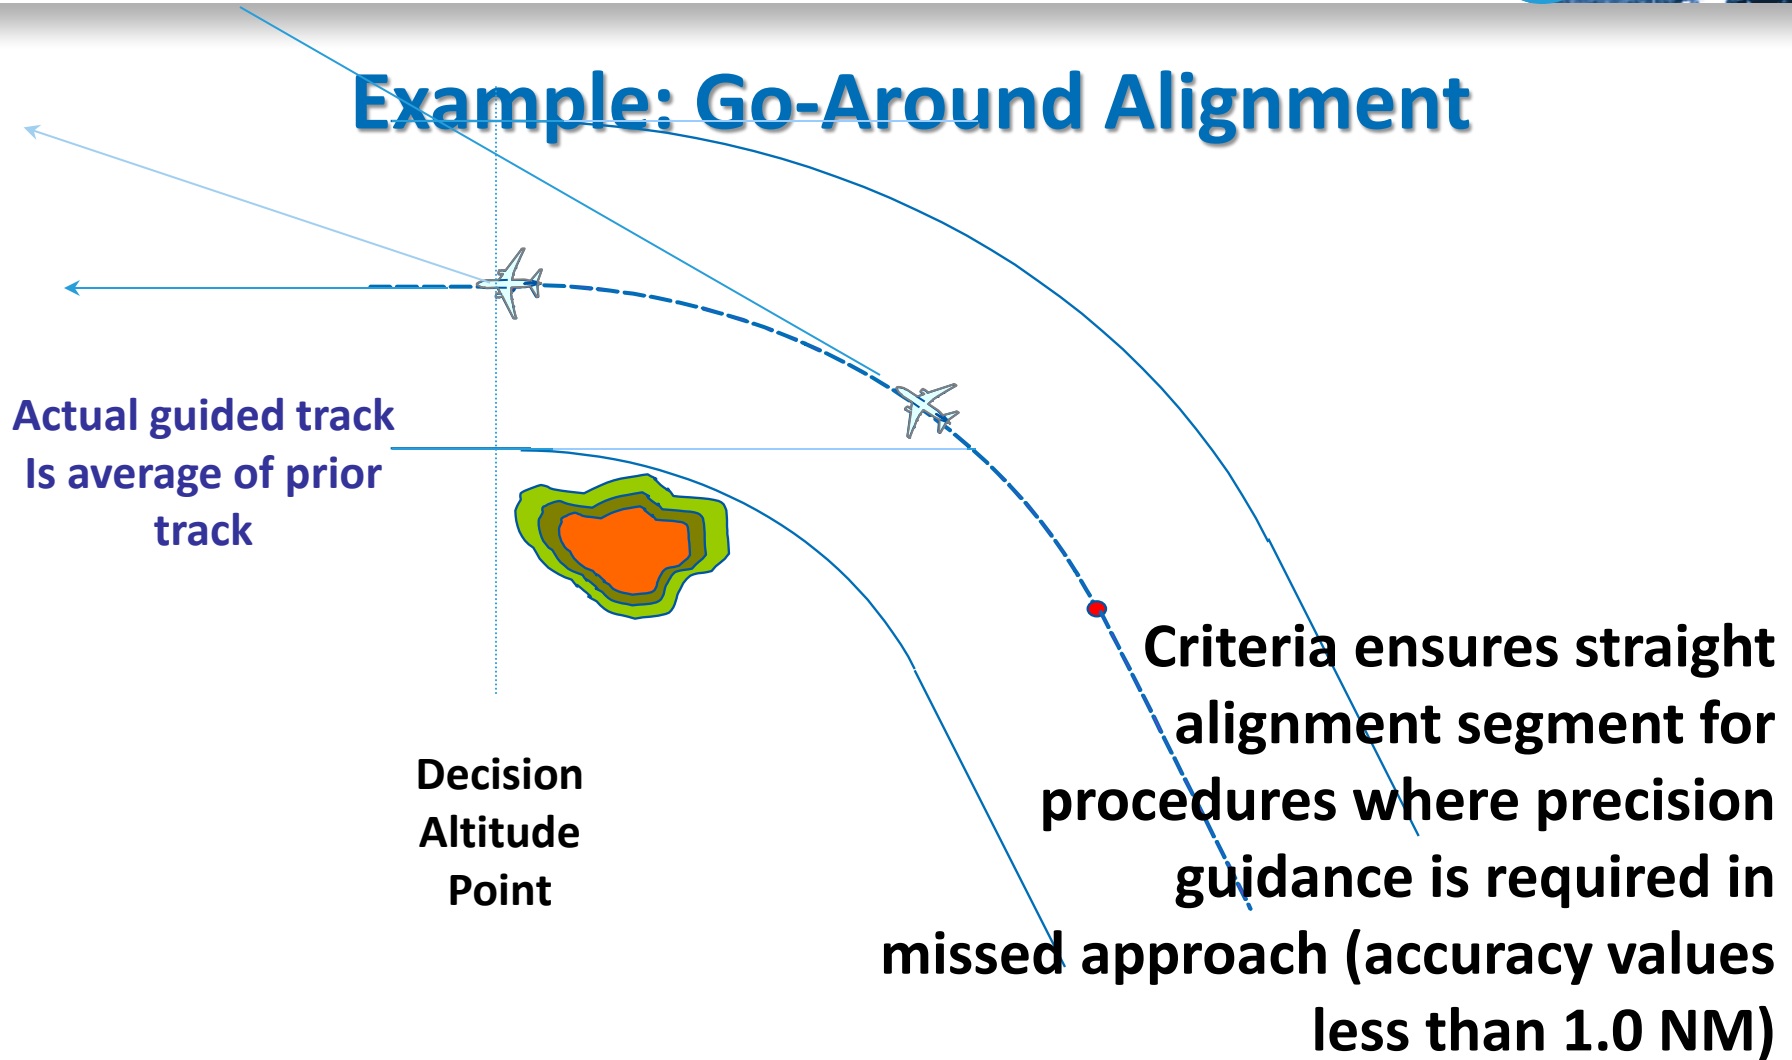 Example: Go-Around Alignment
Actual guided track
Is average of prior
track
Decision
Altitude
Point
Criteria ensures straight
alignment segment for
procedures where precision
guidance is required in
missed approach (accuracy values
less than 1.0 NM)